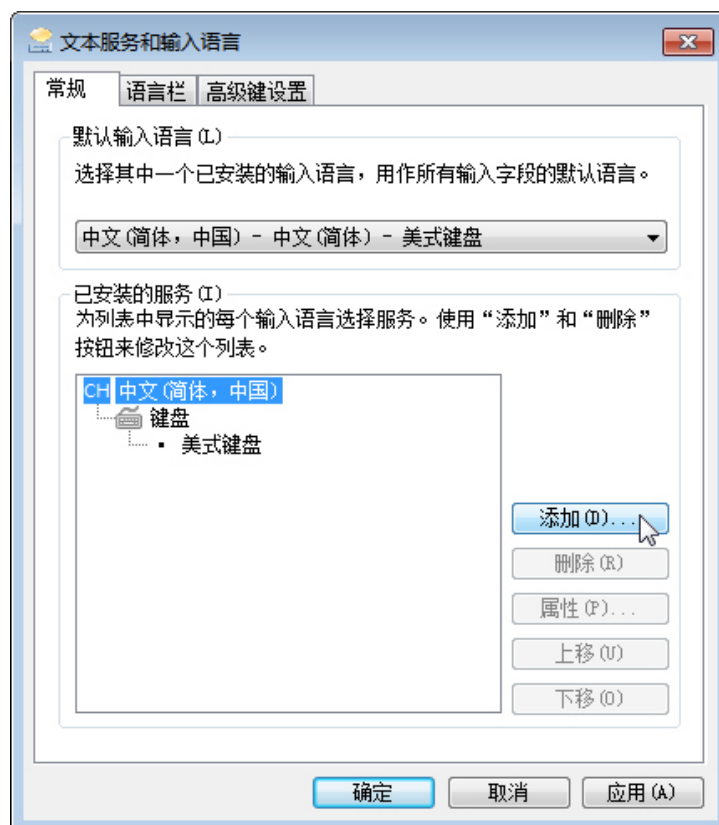 文本服务和输入语言
常规 语言栏 高级键设置
默认输入语言(L)
选择其中一个已安装的输入语言，用作所有输入字段的默认语言。
中文(简体，中国) - 中文(简体) - 美式键盘
已安装的服务(I)
为列表中显示的每个输入语言选择服务。使用“添加”和“删除”
按钮来修改这个列表。
CH 中文(简体，中国)
键盘
美式键盘
添加(D)...
删除(R)
属性(P)...
上移(U)
下移(O)
确定 取消 应用(A)